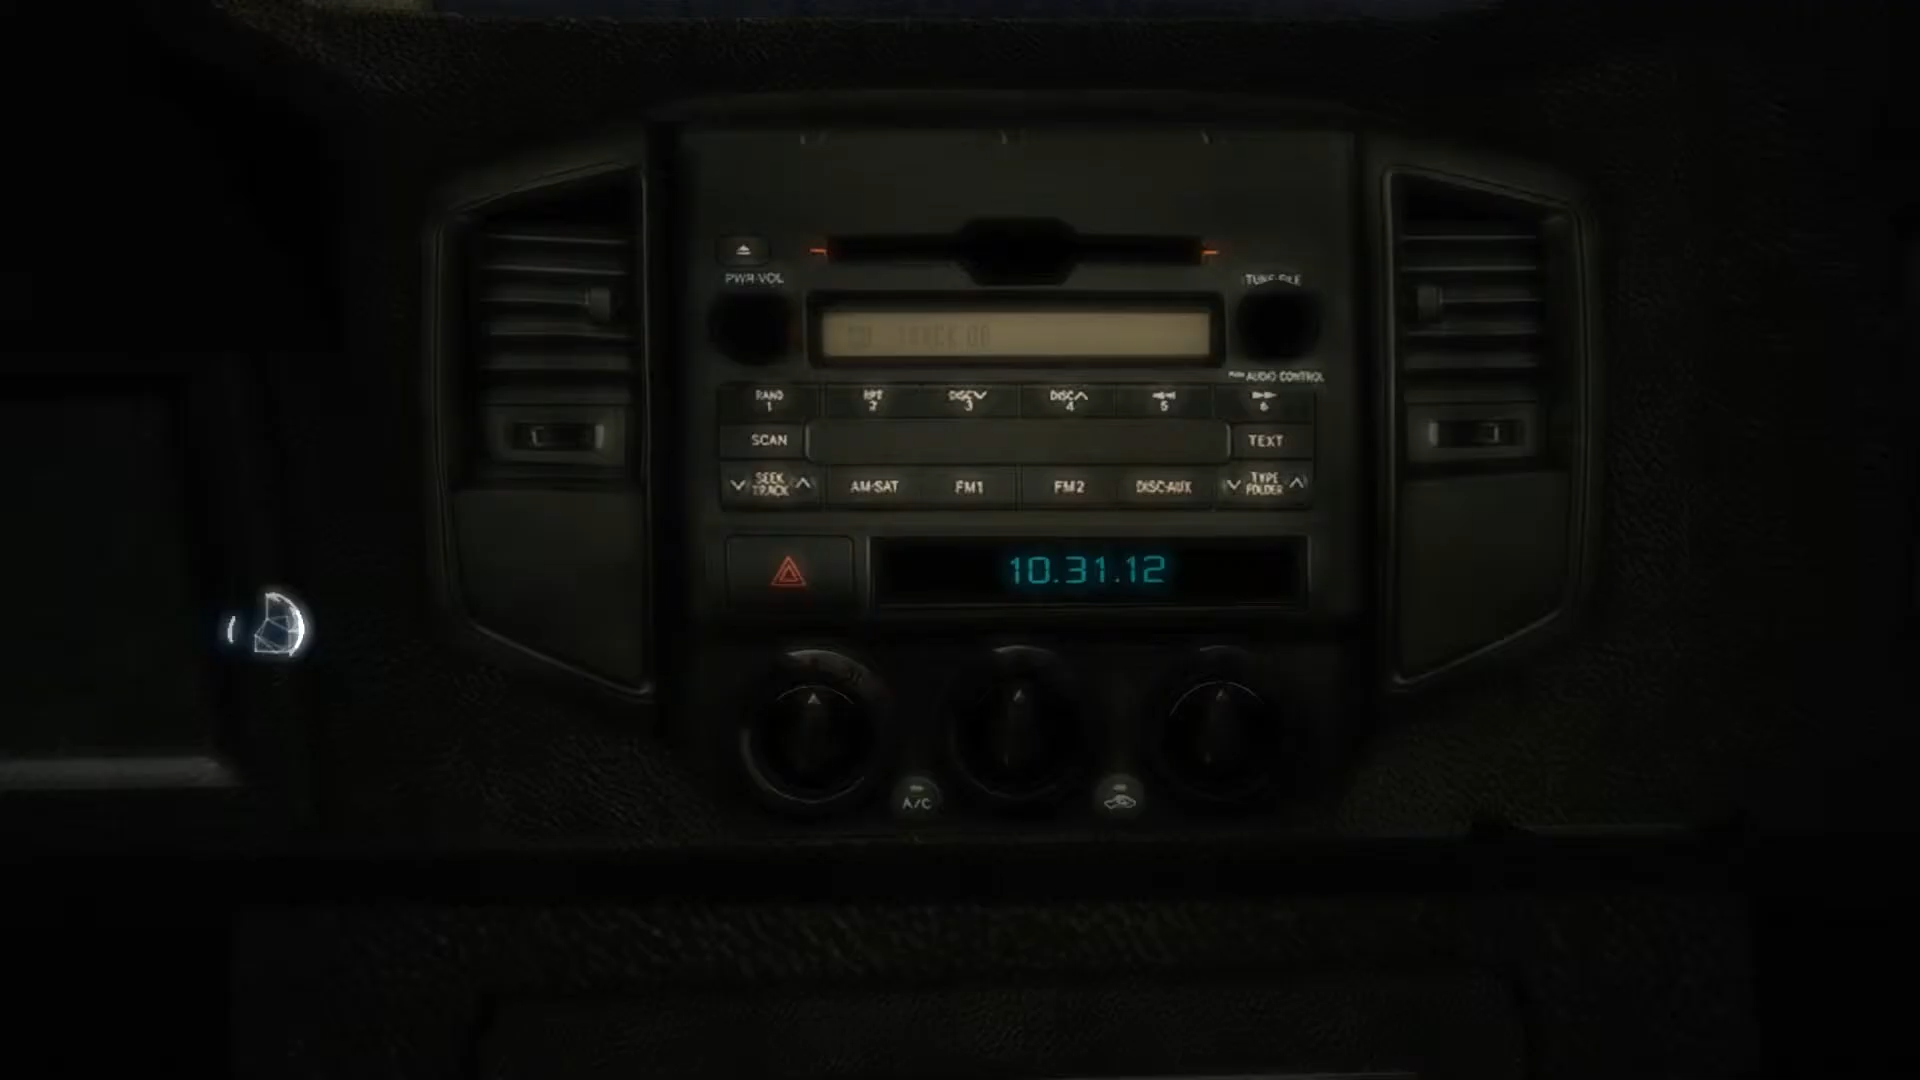 PWR·VOL
TUNE·FILE
AUDIO CONTROL
RAND RPT DISC DISC
1 2 3 4 5 6
SCAN TEXT
SEEK TRACK AM·SAT FM1 FM2 DISC·AUX TYPE FOLDER
10.31.12
A/C